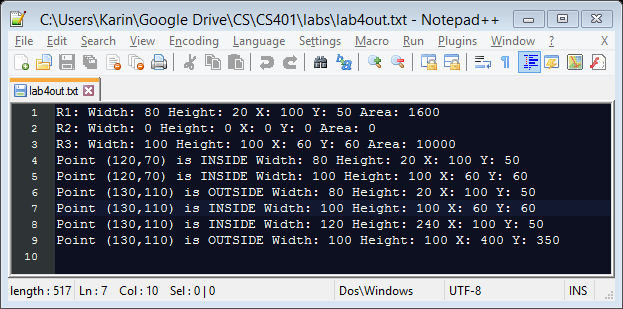 C:\Users\Karin\Google Drive\CS\CS401\labs\lab4out.txt - Notepad++
File Edit Search View Encoding Language Settings Macro Run Plugins Window ? X
lab4out.txt
1 R1: Width: 80 Height: 20 X: 100 Y: 50 Area: 1600
2 R2: Width: 0 Height: 0 X: 0 Y: 0 Area: 0
3 R3: Width: 100 Height: 100 X: 60 Y: 60 Area: 10000
4 Point (120,70) is INSIDE Width: 80 Height: 20 X: 100 Y: 50
5 Point (120,70) is INSIDE Width: 100 Height: 100 X: 60 Y: 60
6 Point (130,110) is OUTSIDE Width: 80 Height: 20 X: 100 Y: 50
7 Point (130,110) is INSIDE Width: 100 Height: 100 X: 60 Y: 60
8 Point (130,110) is INSIDE Width: 120 Height: 240 X: 100 Y: 50
9 Point (130,110) is OUTSIDE Width: 100 Height: 100 X: 400 Y: 350
10
length : 517 Ln : 7 Col : 10 Sel : 0 | 0 Dos\Windows UTF-8 INS